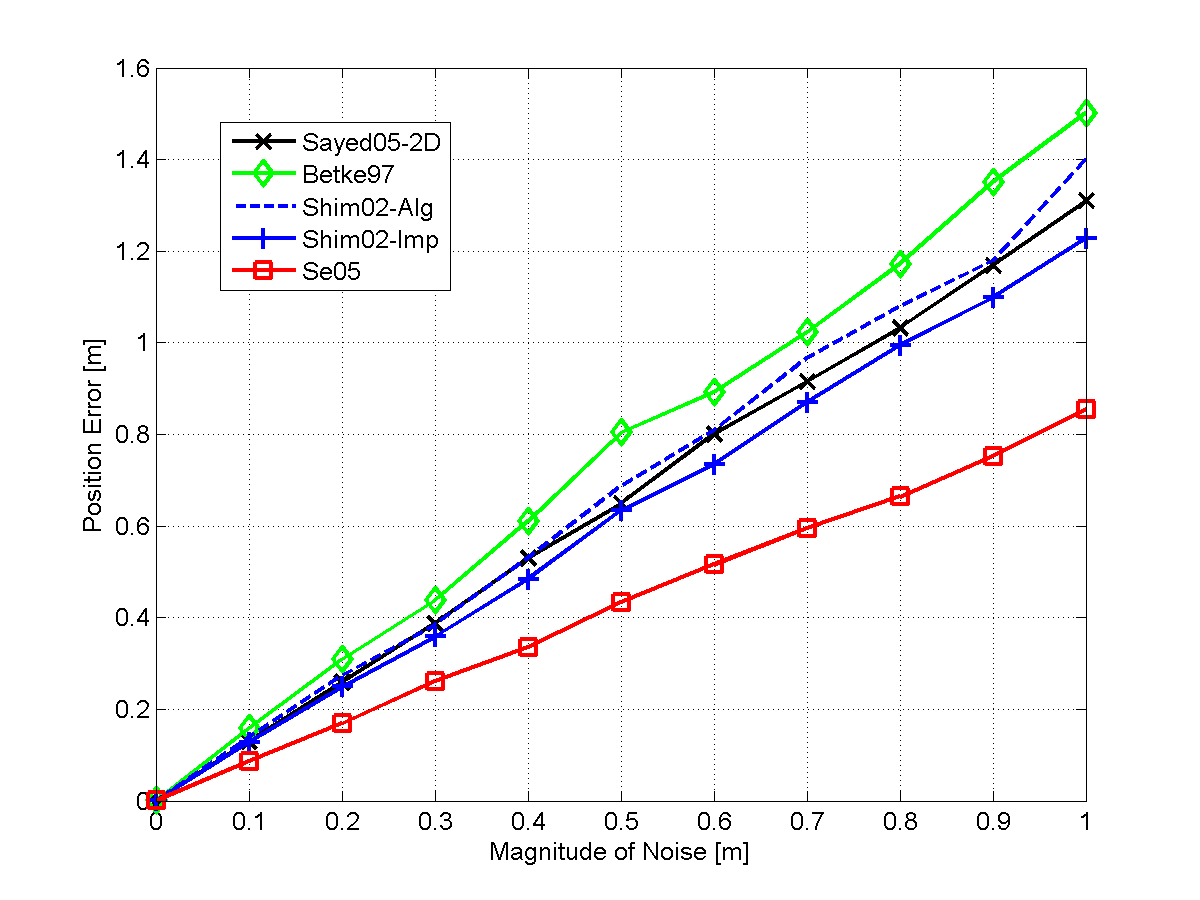 1.6
1.4
1.2
1
0.8
0.6
0.4
0.2
0
Position Error [m]
Sayed05-2D
Betke97
Shim02-Alg
Shim02-Imp
Se05
0 0.1 0.2 0.3 0.4 0.5 0.6 0.7 0.8 0.9 1
Magnitude of Noise [m]